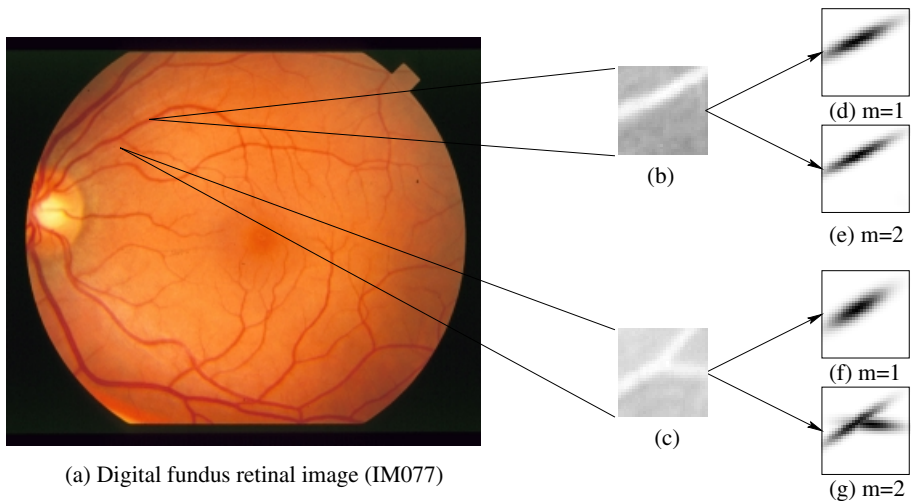 (d) m=1
(b)
(e) m=2
(f) m=1
(c)
(a) Digital fundus retinal image (IM077)
(g) m=2